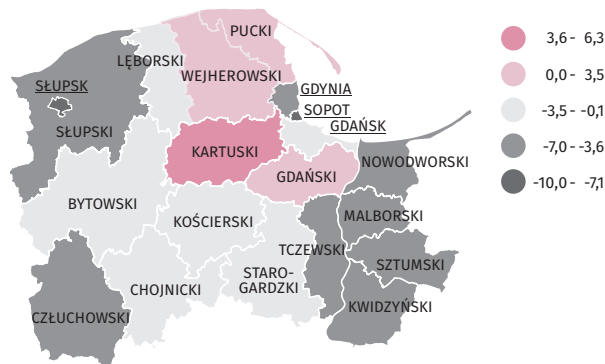 PUCKI
LĘBORSKI
WEJHEROWSKI
SŁUPSK
GDYNIA
SOPOT
GDAŃSK
SŁUPSKI
KARTUSKI
NOWODWORSKI
GDAŃSKI
BYTOWSKI
KOŚCIERSKI
MALBORSKI
TCZEWSKI
SZTUMSKI
STARO-
GARDZKI
CHOJNICKI
KWIDZYŃSKI
CZŁUCHOWSKI
3,6 - 6,3
0,0 - 3,5
-3,5 - -0,1
-7,0 - -3,6
-10,0 - -7,1